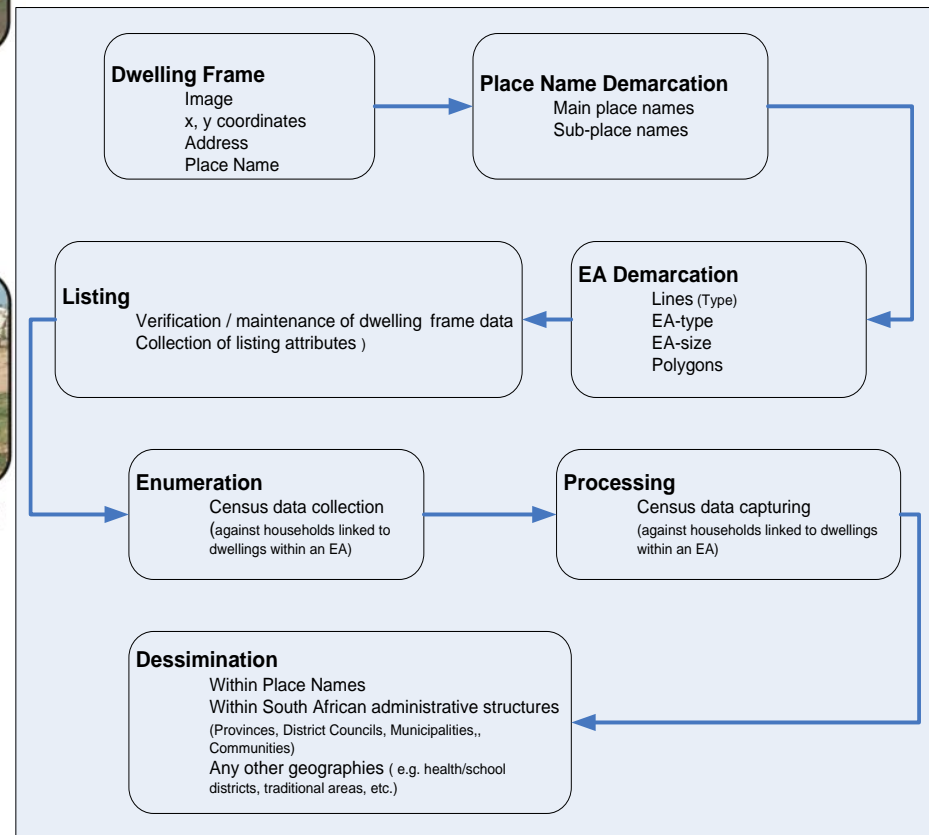 Dwelling Frame
Image
x, y coordinates
Address
Place Name
Place Name Demarcation
Main place names
Sub-place names
EA Demarcation
Lines (Type)
EA-type
EA-size
Polygons
Listing
Verification / maintenance of dwelling frame data
Collection of listing attributes )
Enumeration
Census data collection
(against households linked to
dwellings within an EA)
Processing
Census data capturing
(against households linked to dwellings
within an EA)
Dessimination
Within Place Names
Within South African administrative structures
(Provinces, District Councils, Municipalities,,
Communities)
Any other geographies ( e.g. health/school
districts, traditional areas, etc.)